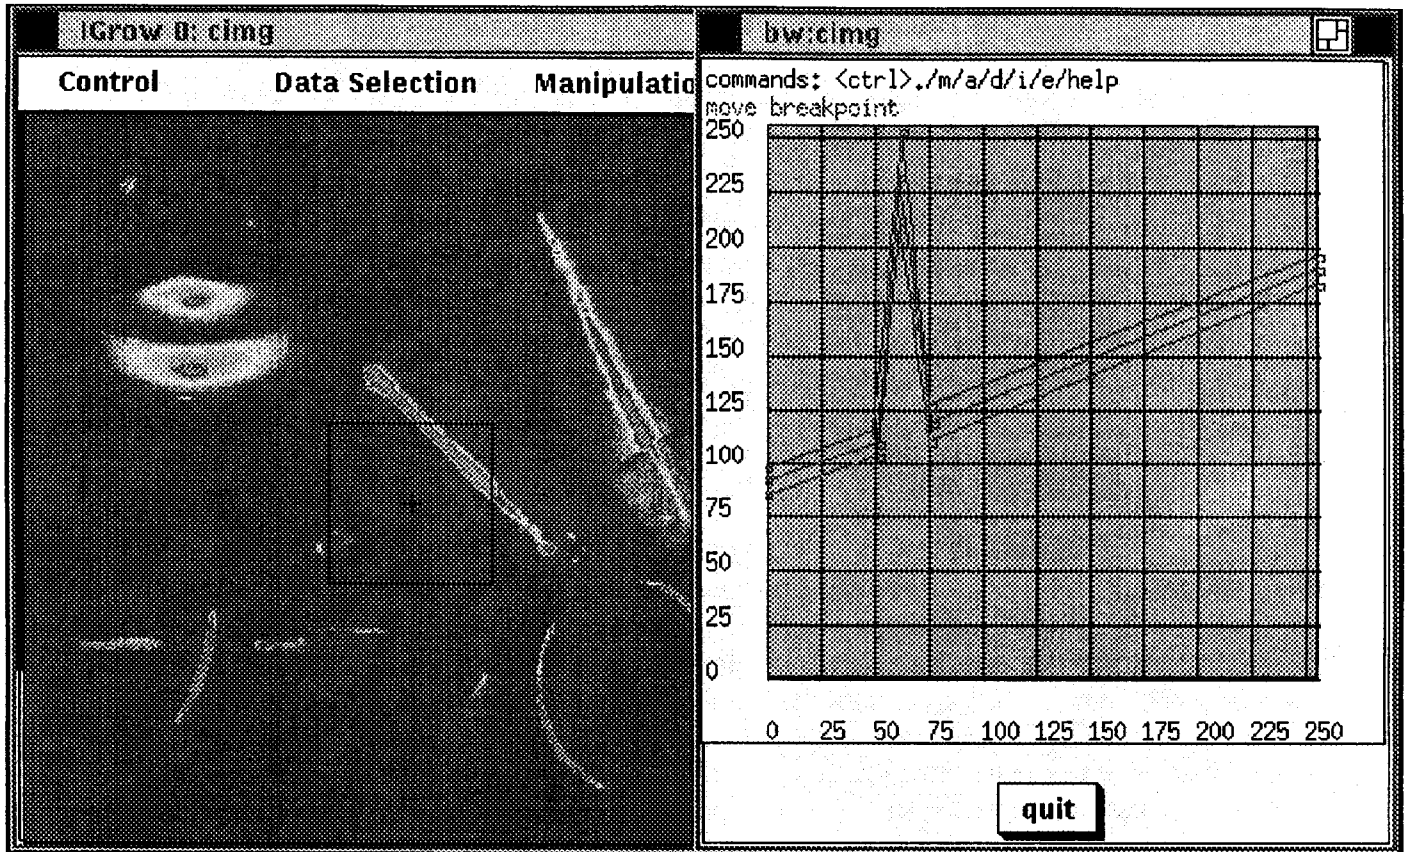 iGrow 0: cimg
Control Data Selection Manipulatio
bw:cimg
commands: <ctrl>./m/a/d/i/e/help
move breakpoint
250
225
200
175
150
125
100
75
50
25
0
0 25 50 75 100 125 150 175 200 225 250
quit